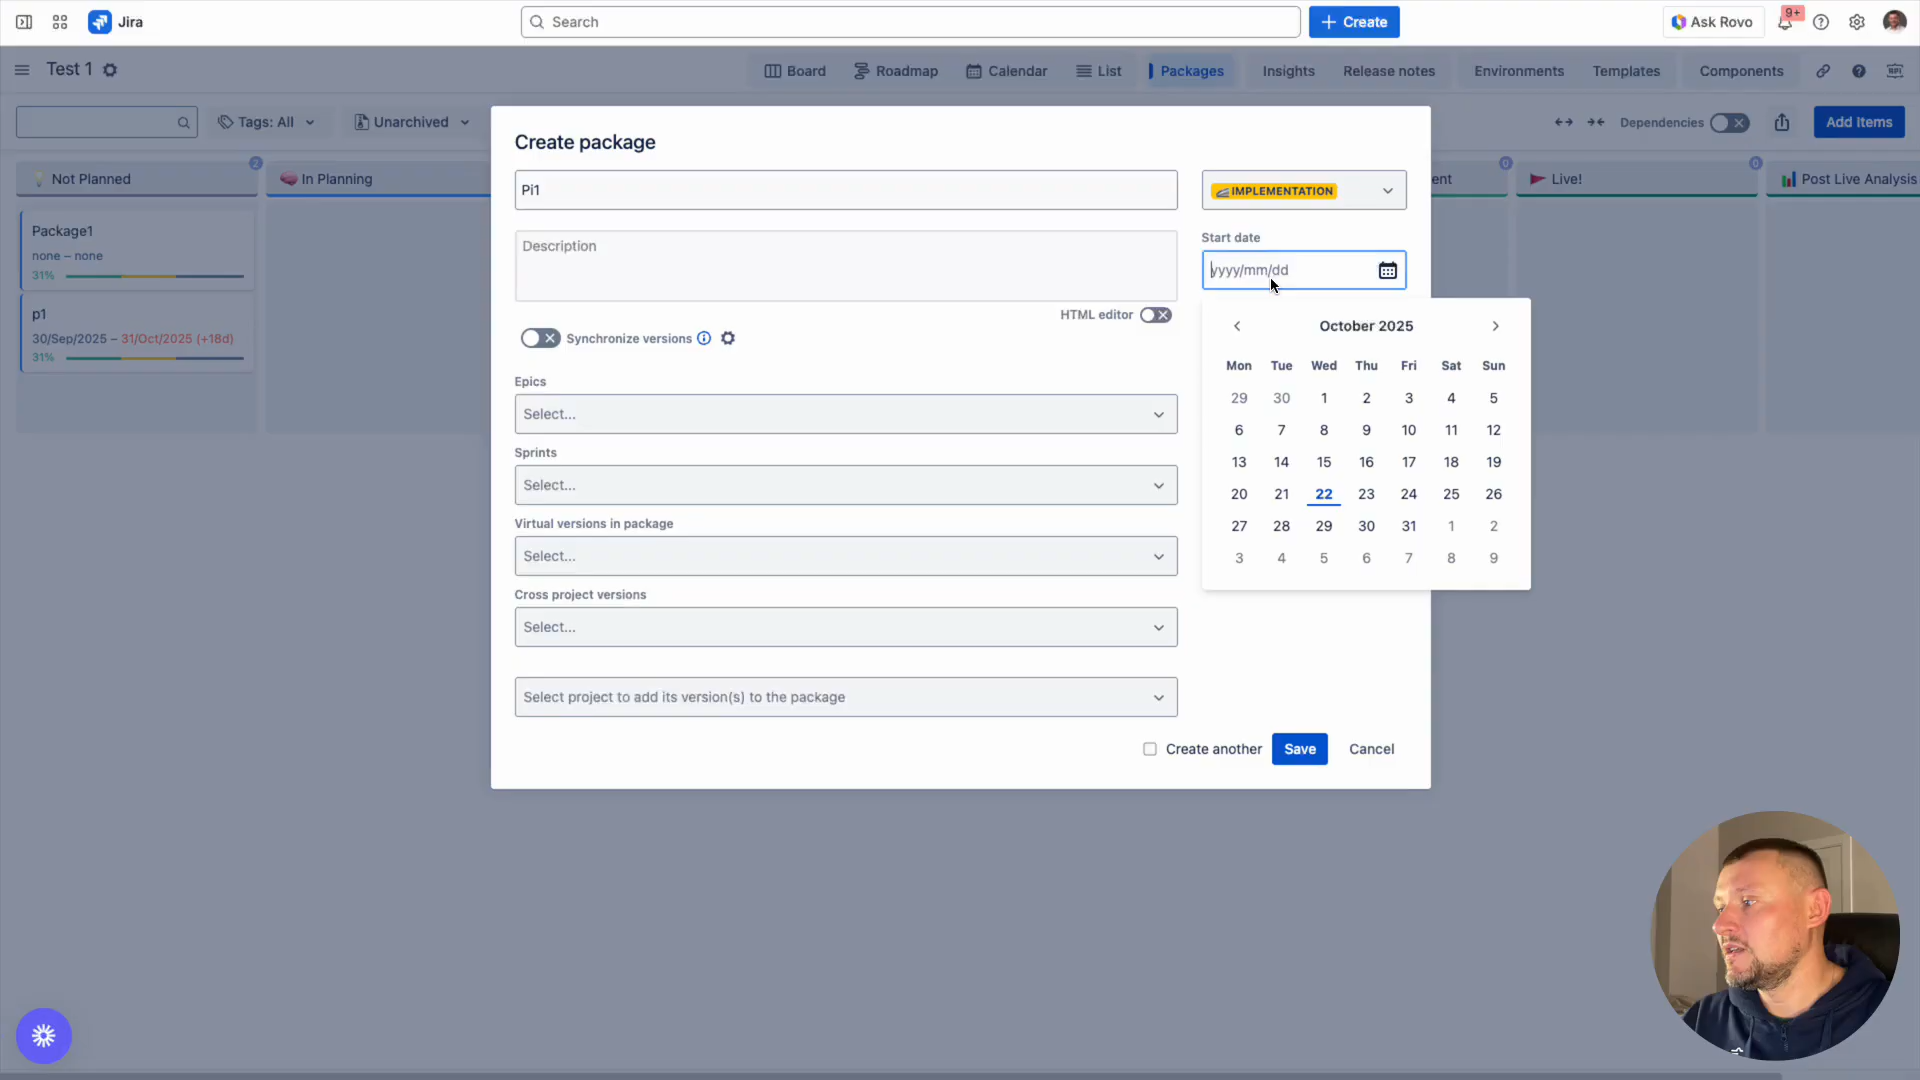 Jira
Search
Create
Ask Rovo
9+
Test 1
Board
Roadmap
Calendar
List
Packages
Insights
Release notes
Environments
Templates
Components
Tags: All
Unarchived
Dependencies
Add Items
Not Planned
2
In Planning
ent
0
Live!
0
Post Live Analysis
Package1
none – none
31%
p1
30/Sep/2025 – 31/Oct/2025 (+18d)
31%
Create package
Pi1
IMPLEMENTATION
Description
Start date
yyyy/mm/dd
HTML editor
Synchronize versions
October 2025
Mon Tue Wed Thu Fri Sat Sun
29 30 1 2 3 4 5
6 7 8 9 10 11 12
13 14 15 16 17 18 19
20 21 22 23 24 25 26
27 28 29 30 31 1 2
3 4 5 6 7 8 9
Epics
Select...
Sprints
Select...
Virtual versions in package
Select...
Cross project versions
Select...
Select project to add its version(s) to the package
Create another
Save
Cancel